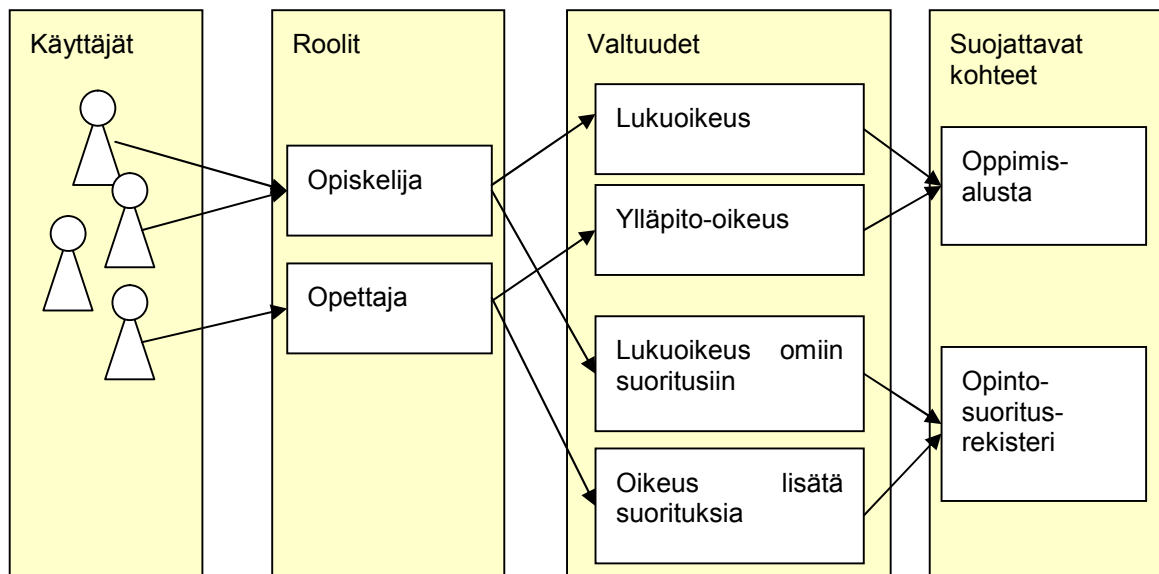 Käyttäjät
Roolit
Opiskelija
Opettaja
Valtuudet
Lukuoikeus
Ylläpito-oikeus
Lukuoikeus omiin
suoritusiin
Oikeus lisätä
suorituksia
Suojattavat
kohteet
Oppimis-
alusta
Opinto-
suoritus-
rekisteri